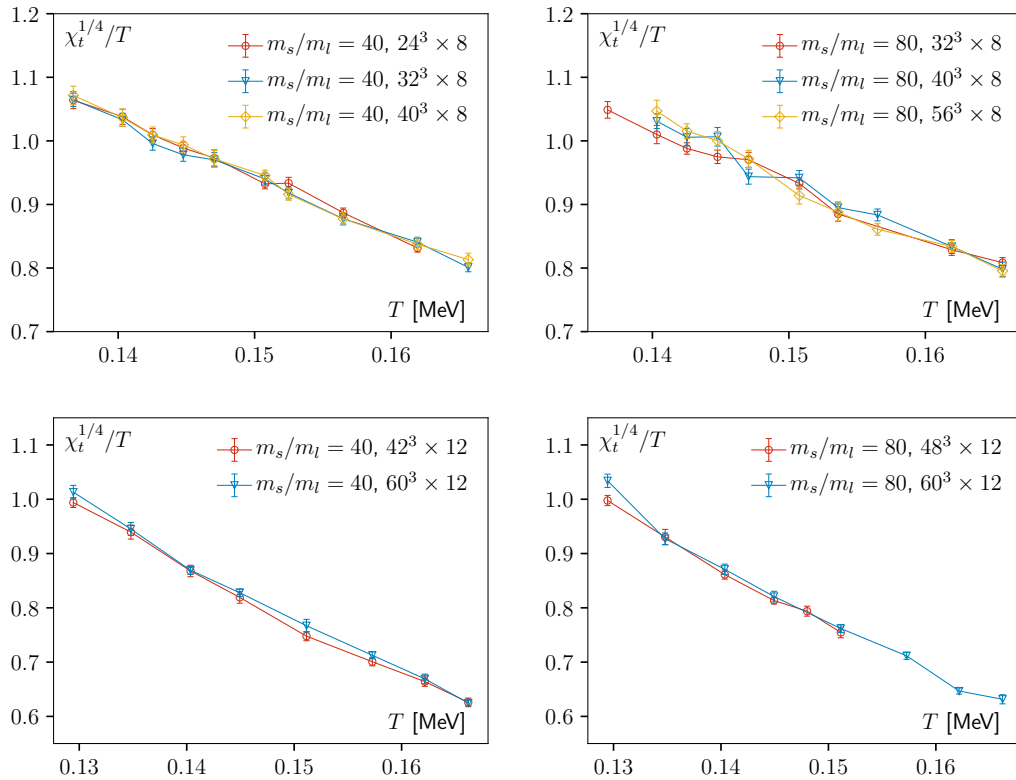 1.2
1.1
1.0
0.9
0.8
0.7
0.14 0.15 0.16
χ_t^{1/4}/T
m_s/m_l = 40, 24^3 × 8
m_s/m_l = 40, 32^3 × 8
m_s/m_l = 40, 40^3 × 8
T [MeV]
1.2
1.1
1.0
0.9
0.8
0.7
0.14 0.15 0.16
χ_t^{1/4}/T
m_s/m_l = 80, 32^3 × 8
m_s/m_l = 80, 40^3 × 8
m_s/m_l = 80, 56^3 × 8
T [MeV]
1.1
1.0
0.9
0.8
0.7
0.6
0.13 0.14 0.15 0.16
χ_t^{1/4}/T
m_s/m_l = 40, 42^3 × 12
m_s/m_l = 40, 60^3 × 12
T [MeV]
1.1
1.0
0.9
0.8
0.7
0.6
0.13 0.14 0.15 0.16
χ_t^{1/4}/T
m_s/m_l = 80, 48^3 × 12
m_s/m_l = 80, 60^3 × 12
T [MeV]